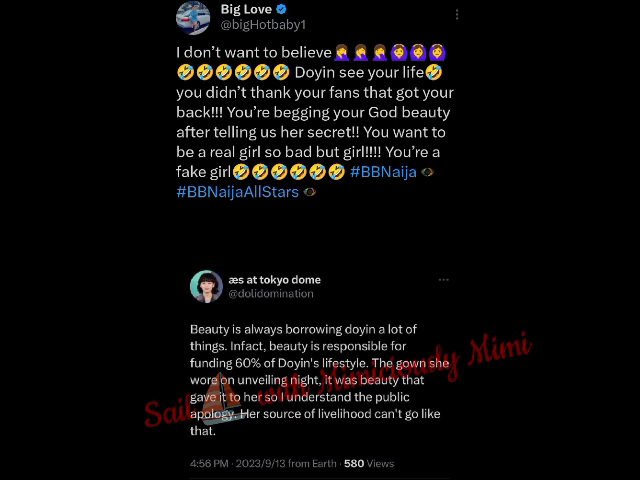 Big Love
@bigHotbaby1
I don't want to believe🤦‍♀️🤦‍♀️🤦‍♀️🙆‍♀️🙆‍♀️🙆‍♀️
🤣🤣🤣🤣🤣🤣 Doyin see your life🤣
you didn't thank your fans that got your
back!!! You're begging your God beauty
after telling us her secret!! You want to
be a real girl so bad but girl!!!! You're a
fake girl🤣🤣🤣🤣🤣🤣 #BBNaija
#BBNaijaAllStars
æs at tokyo dome
@dolidomination
Beauty is always borrowing doyin a lot of
things. Infact, beauty is responsible for
funding 60% of Doyin's lifestyle. The gown she
wore on unveiling night, it was beauty that
gave it to her so I understand the public
apology. Her source of livelihood can't go like
that.
Sail ⛵ with Mimiciously Mimi
4:56 PM · 2023/9/13 from Earth · 580 Views